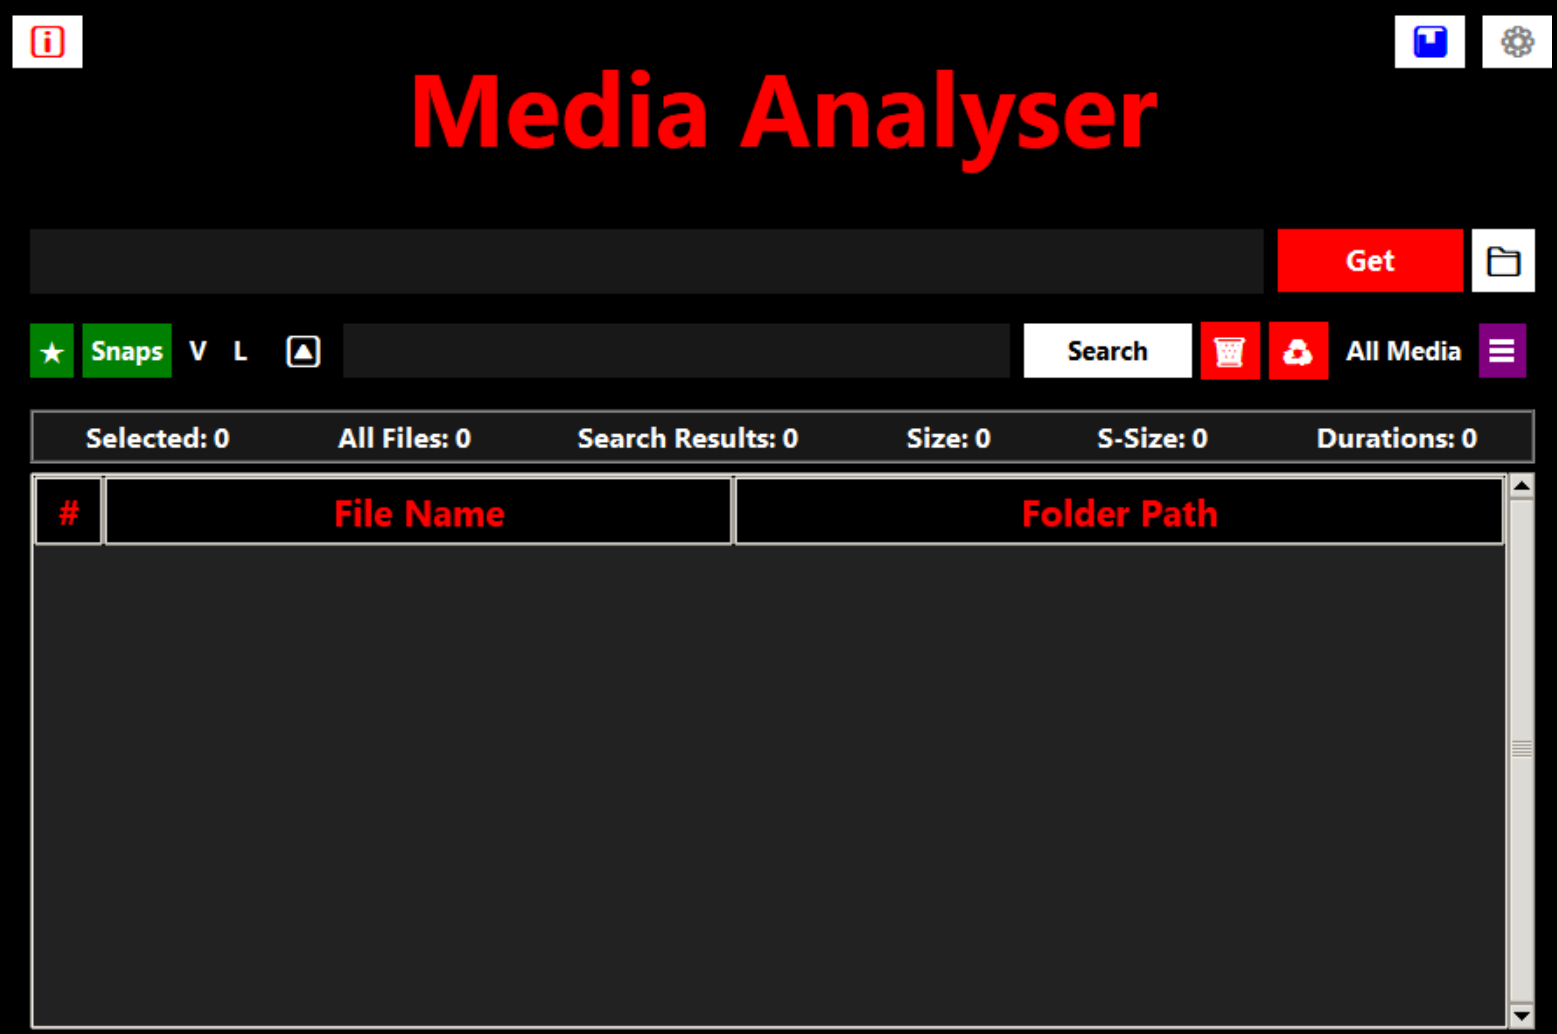 Media Analyser
Get
★ Snaps V L Search All Media
Selected: 0 All Files: 0 Search Results: 0 Size: 0 S-Size: 0 Durations: 0
# File Name Folder Path